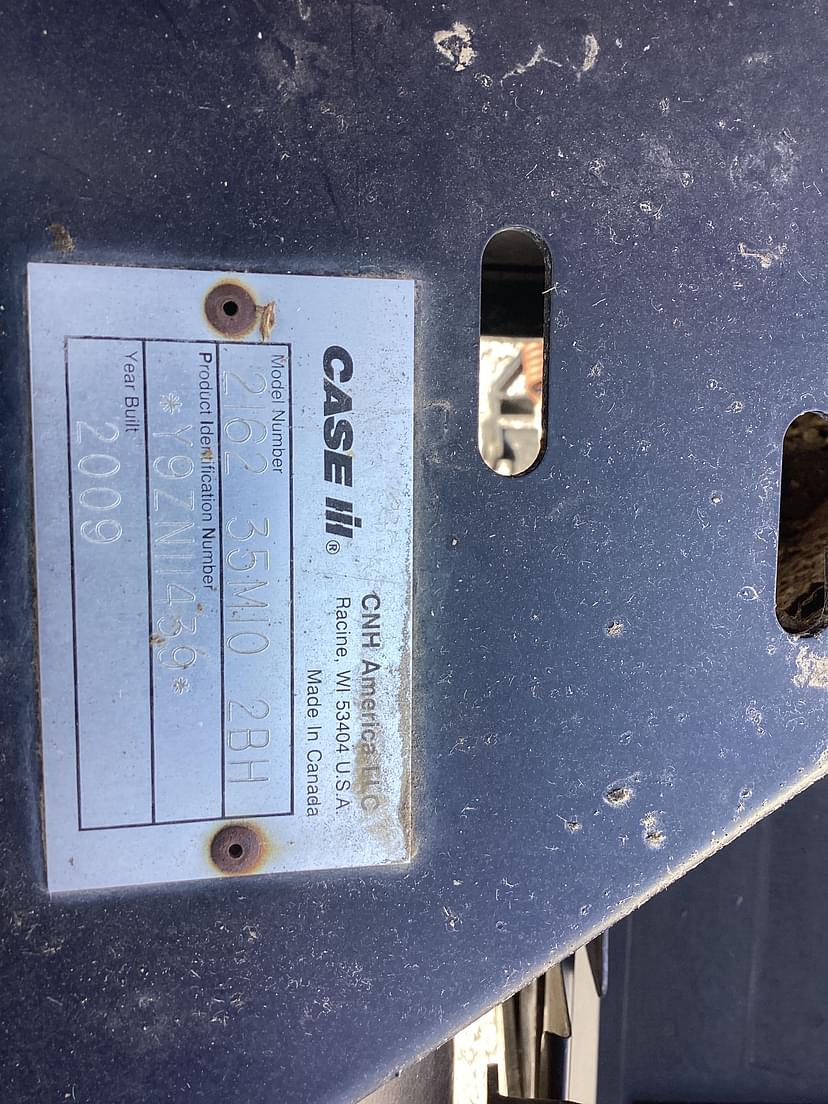 CASE IH®
CNH America LLC
Racine, WI 53404 U.S.A.
Made In Canada
Model Number
2162 35M10 2BH
Product Identification Number
*Y9ZN11439*
Year Built
2009